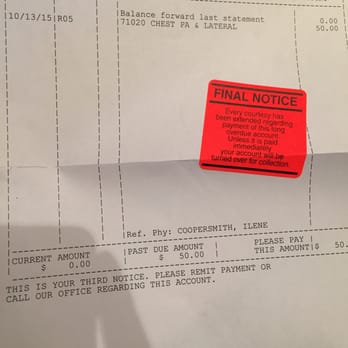 Balance forward last statement 0.00
10/13/15 R05 71020 CHEST PA & LATERAL 50.00
FINAL NOTICE
Every courtesy has
been extended regarding
payment of this long
overdue account.
Unless it is paid
immediately
your account will be
turned over for collection.
Ref. Phy: COOPERSMITH, ILENE
CURRENT AMOUNT
$ 0.00
PAST DUE AMOUNT
$ 50.00
PLEASE PAY
THIS AMOUNT $ 50.
THIS IS YOUR THIRD NOTICE. PLEASE REMIT PAYMENT OR
CALL OUR OFFICE REGARDING THIS ACCOUNT.